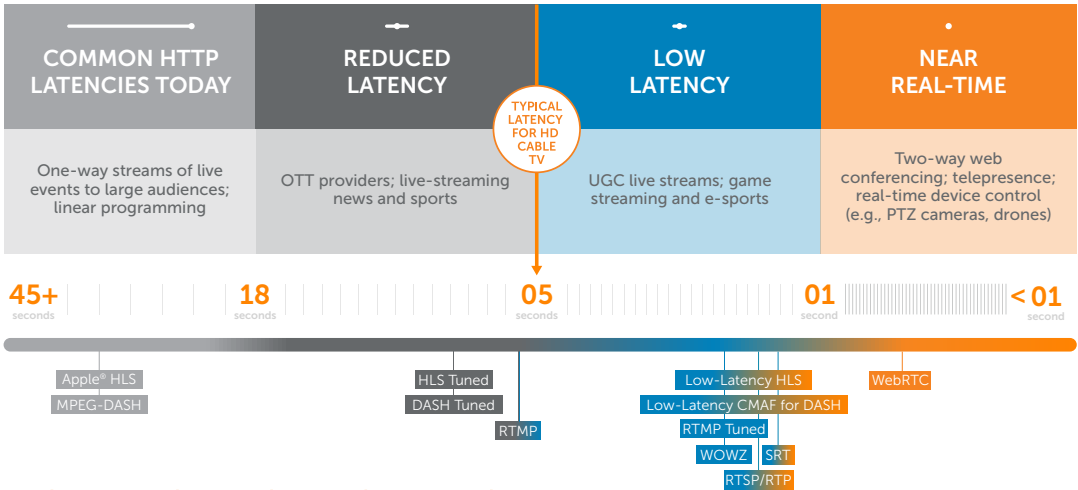 COMMON HTTP
LATENCIES TODAY
REDUCED
LATENCY
LOW
LATENCY
NEAR
REAL-TIME
TYPICAL
LATENCY
FOR HD
CABLE
TV
One-way streams of live
events to large audiences;
linear programming
OTT providers; live-streaming
news and sports
UGC live streams; game
streaming and e-sports
Two-way web
conferencing; telepresence;
real-time device control
(e.g., PTZ cameras, drones)
45+
seconds
18
seconds
05
seconds
01
second
< 01
second
Apple® HLS
MPEG-DASH
HLS Tuned
DASH Tuned
RTMP
Low-Latency HLS
Low-Latency CMAF for DASH
RTMP Tuned
WOWZ
SRT
RTSP/RTP
WebRTC